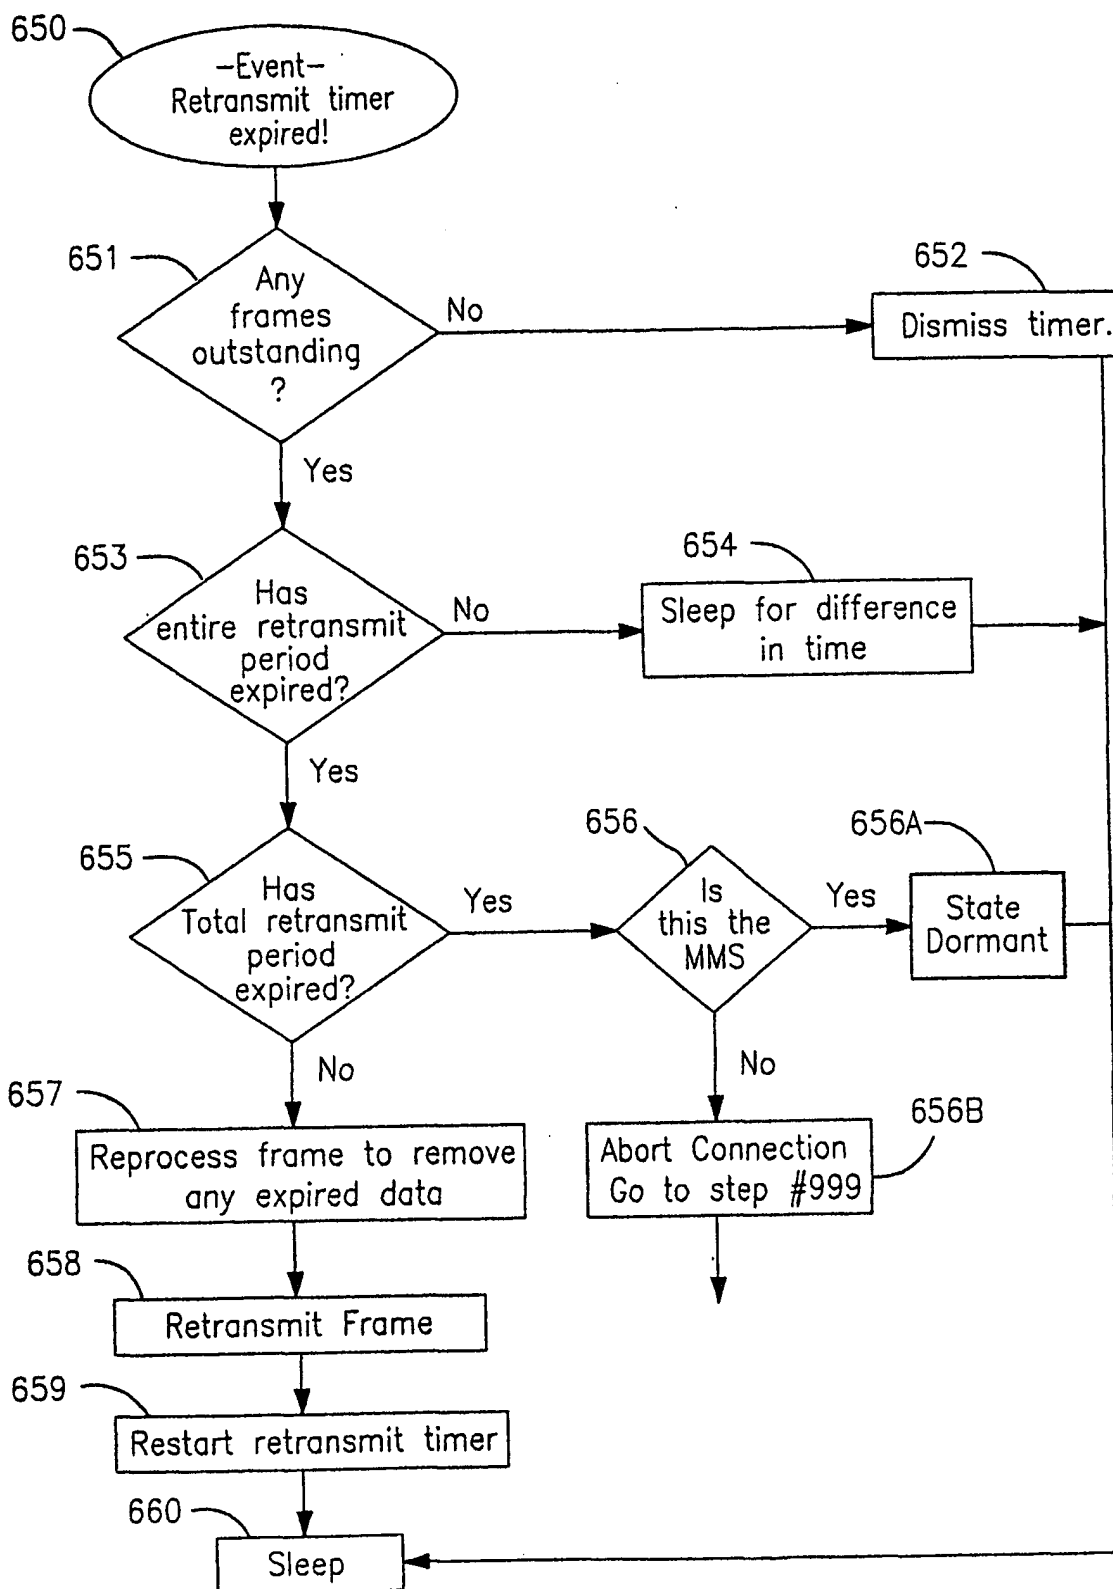 650
–Event–
Retransmit timer
expired!
651
Any
frames
outstanding
?
No
652
Dismiss timer.
Yes
653
Has
entire retransmit
period
expired?
No
654
Sleep for difference
in time
Yes
655
Has
Total retransmit
period
expired?
Yes
656
Is
this the
MMS
Yes
656A
State
Dormant
No
No
657
Reprocess frame to remove
any expired data
656B
Abort Connection
Go to step #999
658
Retransmit Frame
659
Restart retransmit timer
660
Sleep